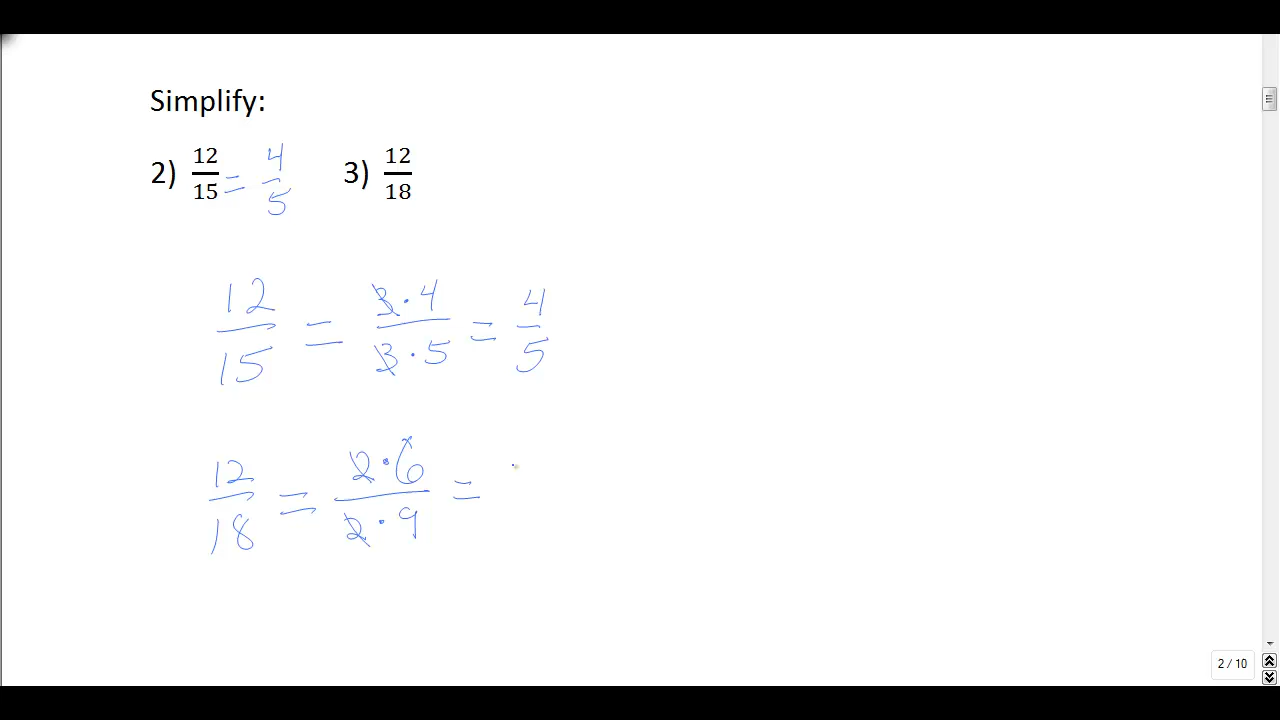 Simplify:
2) 12/15 = 4/5 3) 12/18
12/15 = 3·4/3·5 = 4/5
12/18 = 2·6/2·9 =
2 / 10